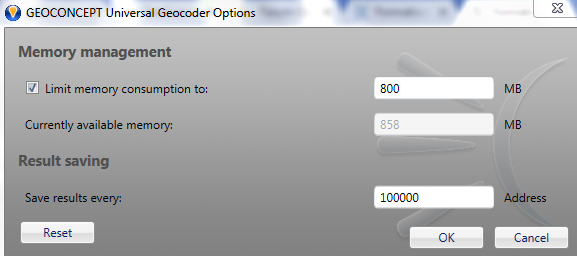 GEOCONCEPT Universal Geocoder Options
Memory management
Limit memory consumption to: 800 MB
Currently available memory: 858 MB
Result saving
Save results every: 100000 Address
Reset OK Cancel